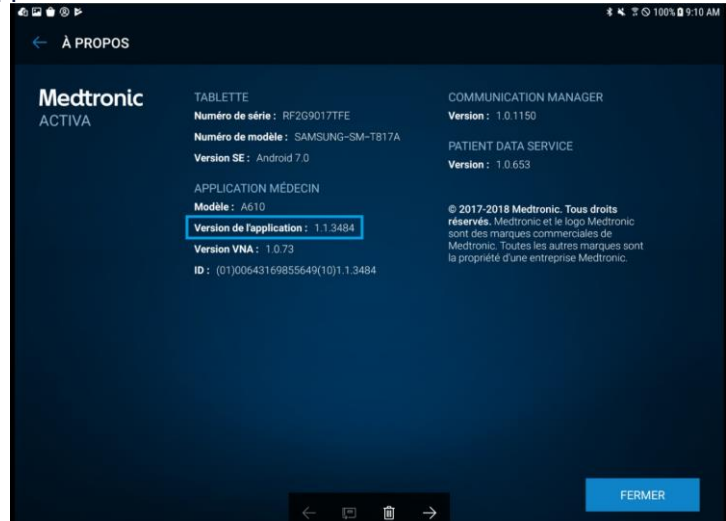 100% 9:10 AM
À PROPOS
Medtronic
ACTIVA
TABLETTE
Numéro de série : RF2G9017TFE
Numéro de modèle : SAMSUNG-SM-T817A
Version SE : Android 7.0
APPLICATION MÉDECIN
Modèle : A610
Version de l'application : 1.1.3484
Version VNA : 1.0.73
ID : (01)00643169855649(10)1.1.3484
COMMUNICATION MANAGER
Version : 1.0.1150
PATIENT DATA SERVICE
Version : 1.0.653
© 2017-2018 Medtronic. Tous droits
réservés. Medtronic et le logo Medtronic
sont des marques commerciales de
Medtronic. Toutes les autres marques sont
la propriété d'une entreprise Medtronic.
FERMER